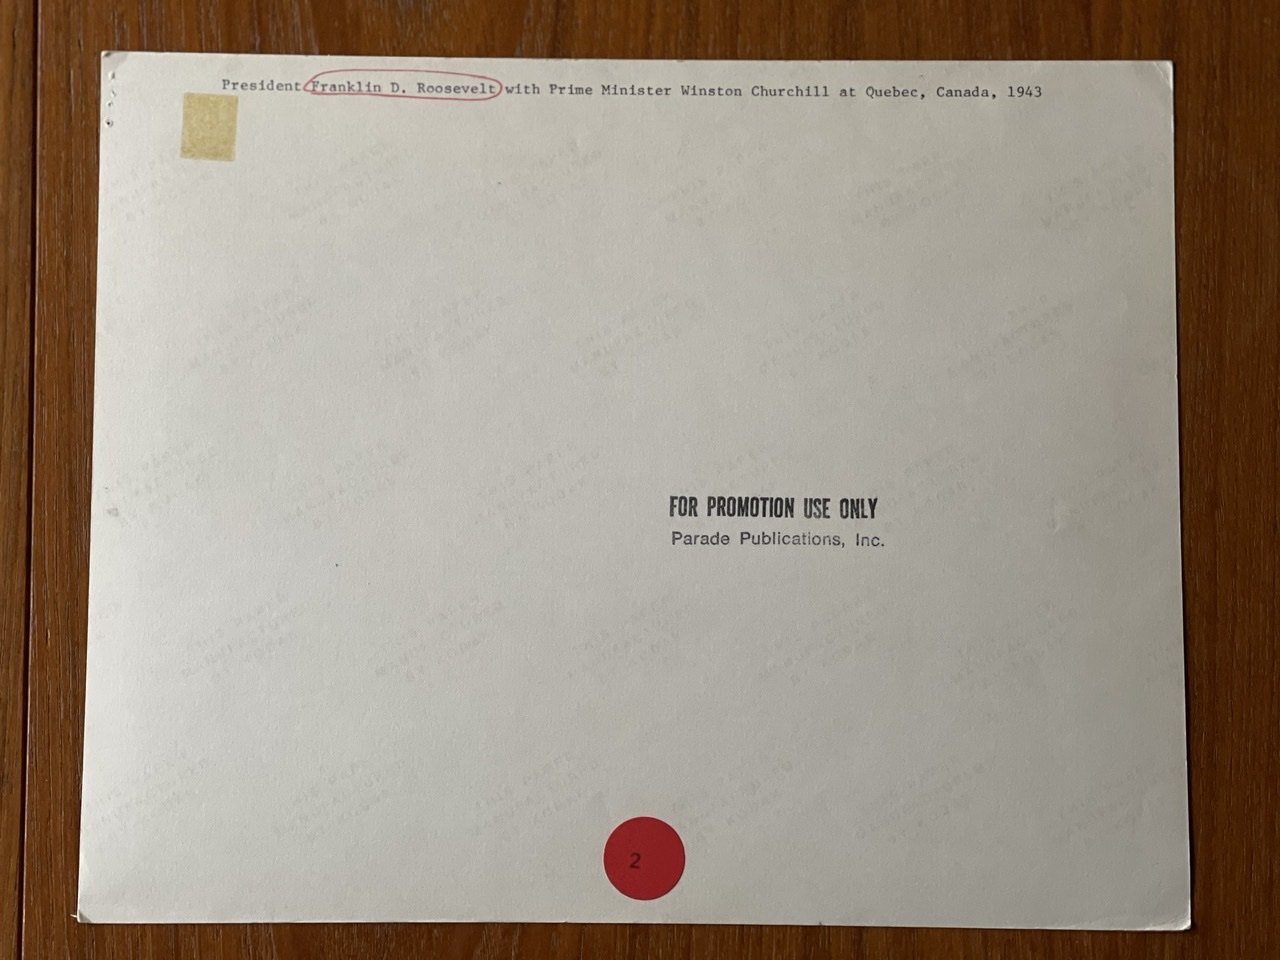 President Franklin D. Roosevelt with Prime Minister Winston Churchill at Quebec, Canada, 1943
FOR PROMOTION USE ONLY
Parade Publications, Inc.
2